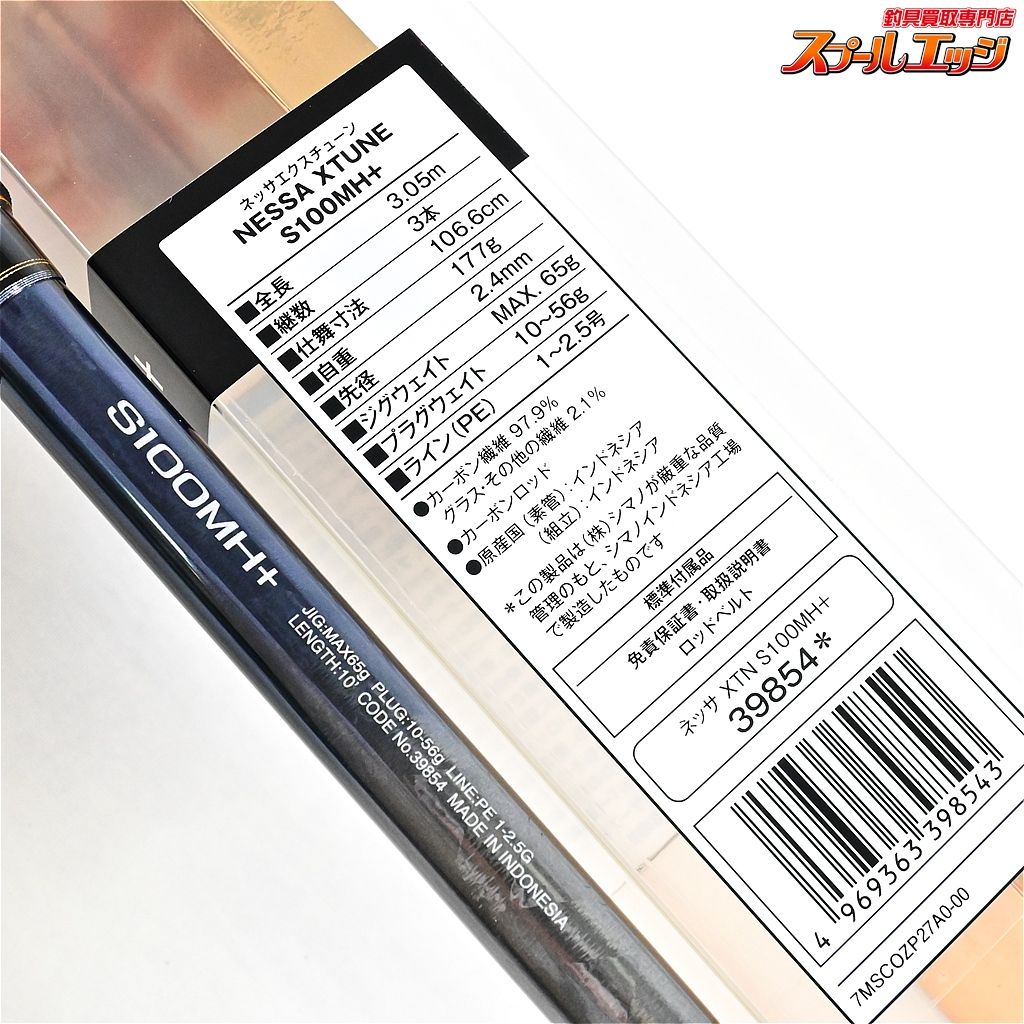 釣具買取専門店
スプールエッジ
ネッサエクスチューン
NESSA XTUNE
S100MH+
■全長 3.05m
■継数 3本
■仕舞寸法 106.6cm
■自重 177g
■先径 2.4mm
■ジグウェイト MAX. 65g
■プラグウェイト 10~56g
■ライン(PE) 1~2.5号
●カーボン繊維 97.9%
グラス・その他の繊維 2.1%
●カーボンロッド
●原産国(素管):インドネシア
(組立):インドネシア
*この製品は(株)シマノが厳重な品質
管理のもと、シマノインドネシア工場
で製造したものです
標準付属品
免責保証書・取扱説明書
ロッドベルト
ネッサ XTN S100MH+
39854*
4 969363 398543
7MSCOZP27A0-00
+
S100MH+
JIG:MAX65g PLUG:10-56g LINE:PE 1-2.5G
LENGTH:10' CODE No.39854 MADE IN INDONESIA